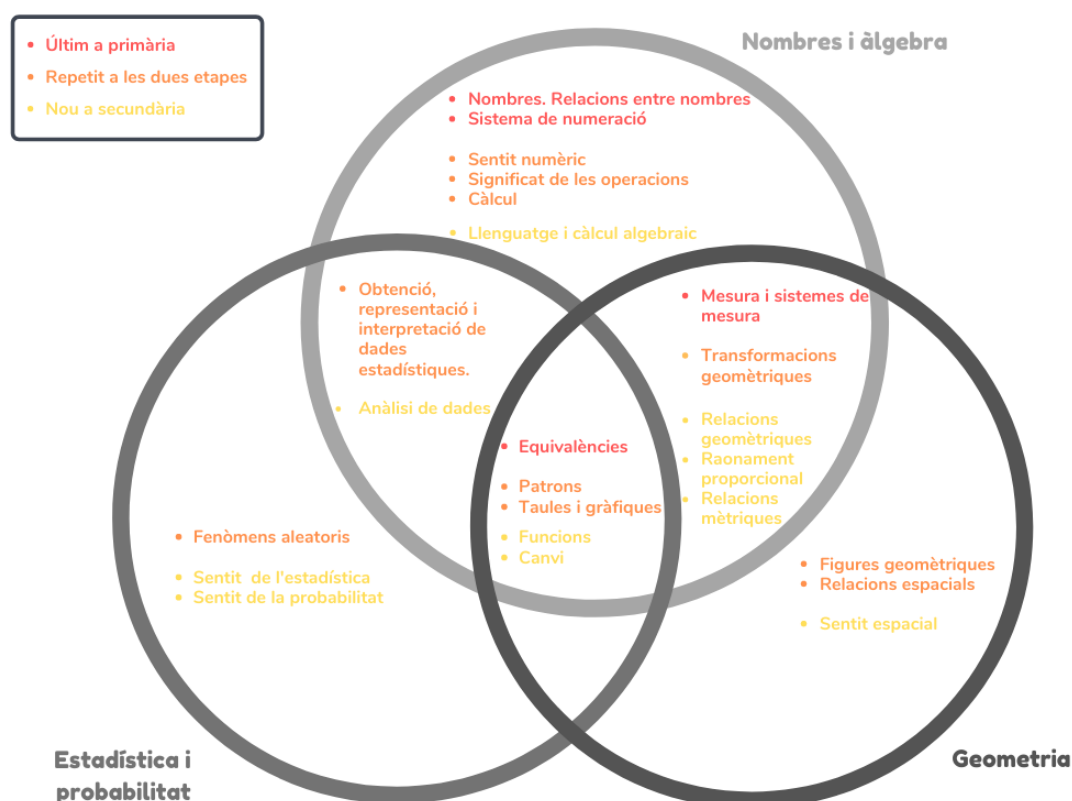 • Últim a primària
• Repetit a les dues etapes
• Nou a secundària
Nombres i àlgebra
• Nombres. Relacions entre nombres
• Sistema de numeració
• Sentit numèric
• Significat de les operacions
• Càlcul
• Llenguatge i càlcul algebraic
• Obtenció,
representació i
interpretació de
dades
estadístiques.
• Anàlisi de dades
• Mesura i sistemes de
mesura
• Transformacions
geomètriques
• Relacions
geomètriques
• Raonament
proporcional
• Relacions
mètriques
• Equivalències
• Patrons
• Taules i gràfiques
• Funcions
• Canvi
• Fenòmens aleatoris
• Sentit de l'estadística
• Sentit de la probabilitat
• Figures geomètriques
• Relacions espacials
• Sentit espacial
Estadística i
probabilitat
Geometria